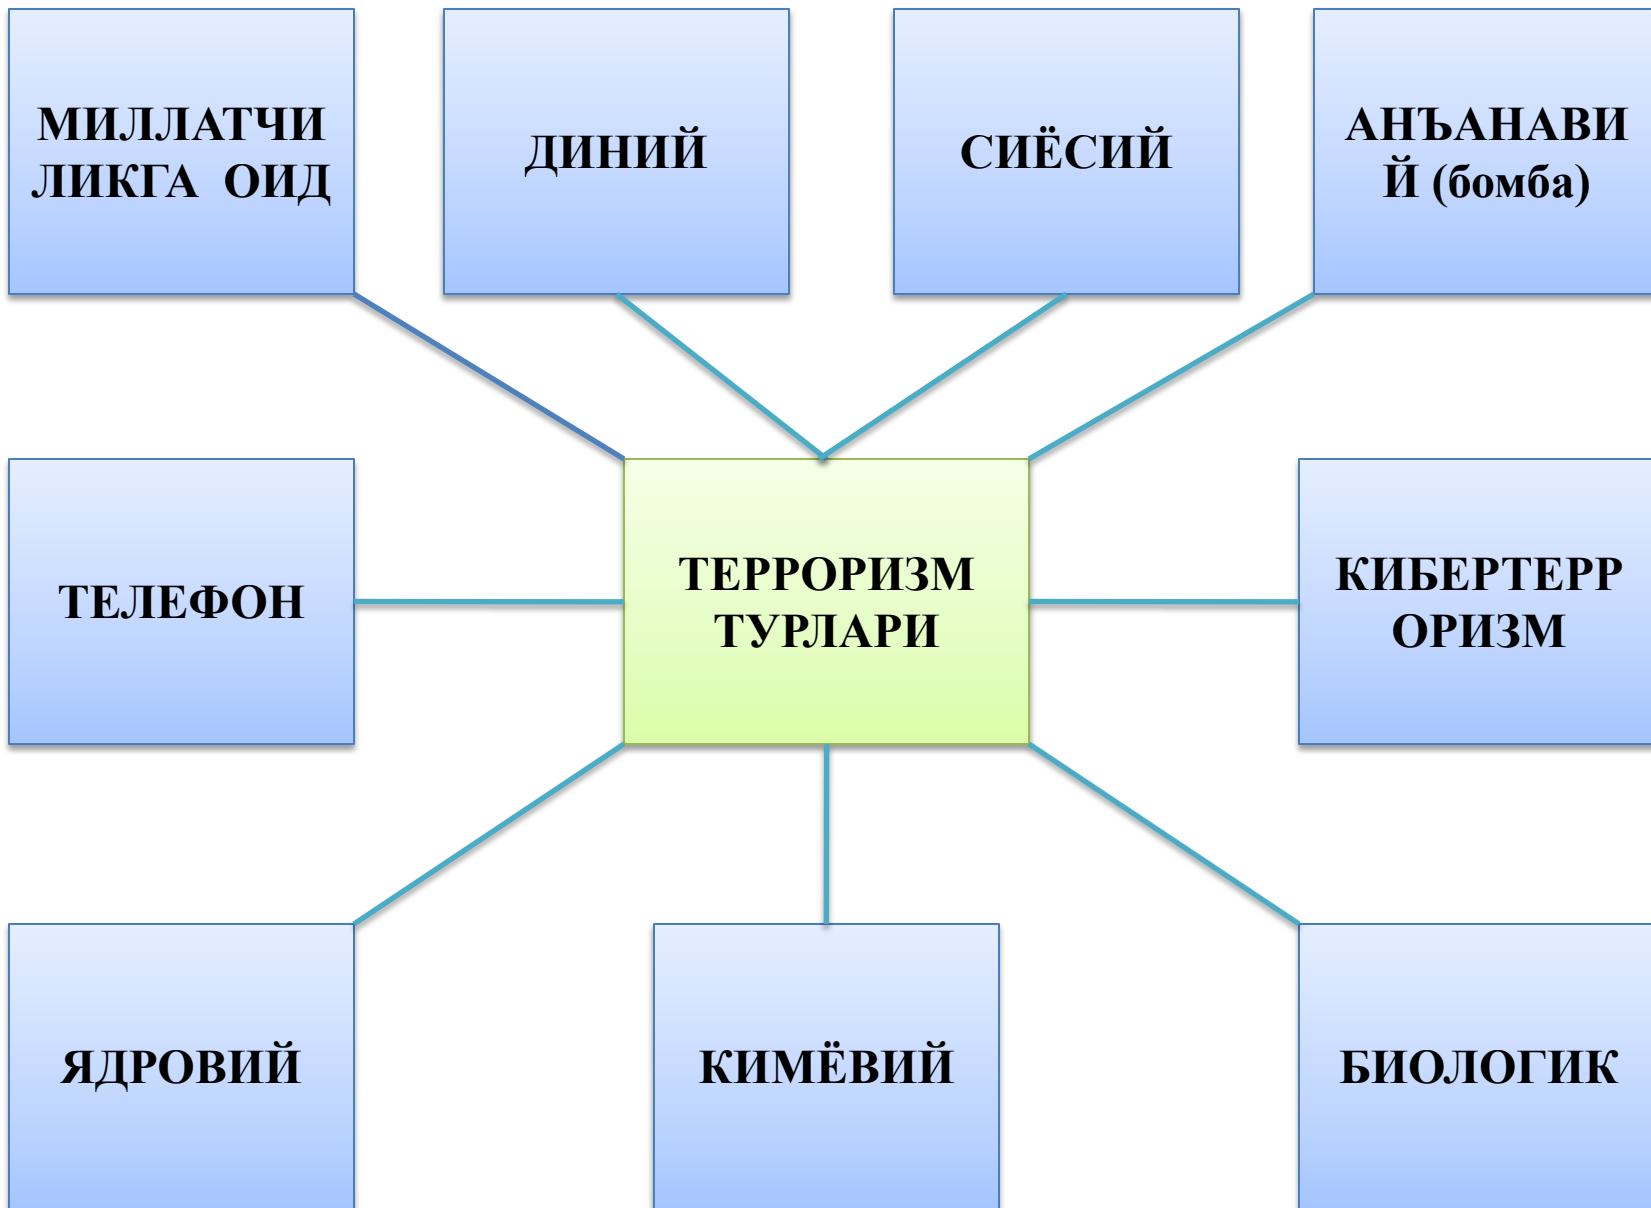 МИЛЛАТЧИ
ЛИКГА ОИД
ДИНИЙ
СИЁСИЙ
АНЪАНАВИ
Й (бомба)
ТЕЛЕФОН
ТЕРРОРИЗМ
ТУРЛАРИ
КИБЕРТЕРР
ОРИЗМ
ЯДРОВИЙ
КИМЁВИЙ
БИОЛОГИК